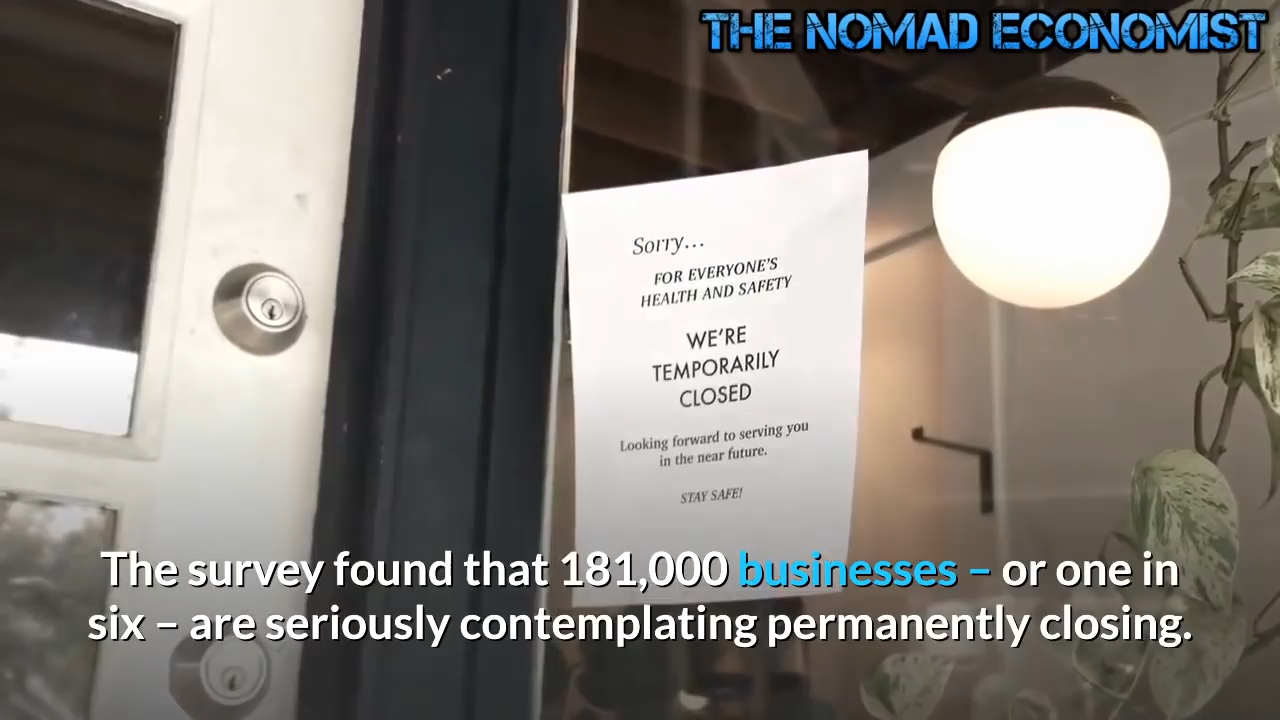 THE NOMAD ECONOMIST
Sorry...
FOR EVERYONE'S
HEALTH AND SAFETY
WE'RE
TEMPORARILY
CLOSED
Looking forward to serving you
in the near future.
STAY SAFE!
The survey found that 181,000 businesses – or one in
six – are seriously contemplating permanently closing.